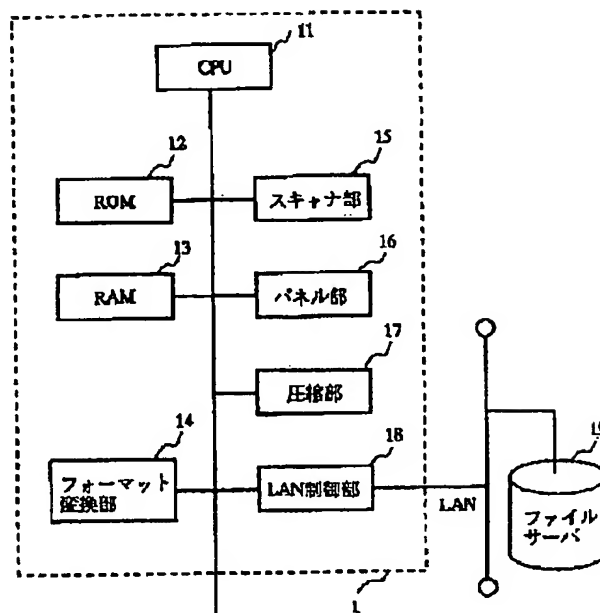 11
CPU
12
ROM
15
スキャナ部
13
RAM
16
パネル部
17
圧縮部
14
フォーマット
変換部
18
LAN制御部
LAN
19
ファイル
サーバ
1